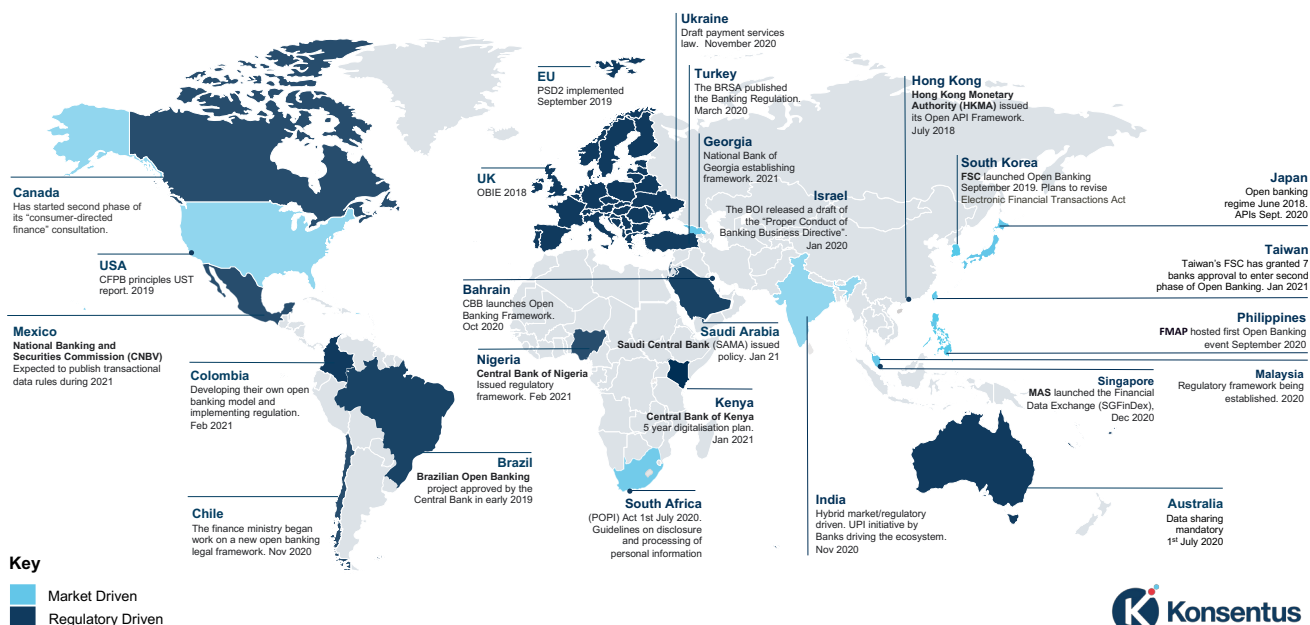 Ukraine
Draft payment services
law.  November 2020
EU
PSD2 implemented
September 2019
Turkey
The BRSA published
the Banking Regulation.
March 2020
Hong Kong
Hong Kong Monetary
Authority (HKMA) issued
its Open API Framework.
July 2018
Georgia
National Bank of
Georgia establishing
framework. 2021
South Korea
FSC launched Open Banking
September 2019. Plans to revise
Electronic Financial Transactions Act
UK
OBIE 2018
Japan
Open banking
regime June 2018.
APIs Sept. 2020
Canada
Has started second phase of
its “consumer-directed
finance” consultation.
Israel
The BOI released a draft of
the “Proper Conduct of
Banking Business Directive”.
Jan 2020
USA
CFPB principles UST
report. 2019
Taiwan
Taiwan’s FSC has granted 7
banks approval to enter second
phase of Open Banking. Jan 2021
Bahrain
CBB launches Open
Banking Framework.
Oct 2020
Mexico
National Banking and
Securities Commission (CNBV)
Expected to publish transactional
data rules during 2021
Saudi Arabia
Saudi Central Bank (SAMA) issued
policy. Jan 21
Philippines
FMAP hosted first Open Banking
event September 2020
Nigeria
Central Bank of Nigeria
Issued regulatory
framework. Feb 2021
Colombia
Developing their own open
banking model and
implementing regulation.
Feb 2021
Malaysia
Regulatory framework being
established. 2020
Singapore
MAS launched the Financial
Data Exchange (SGFinDex),
Dec 2020
Kenya
Central Bank of Kenya
5 year digitalisation plan.
Jan 2021
Brazil
Brazilian Open Banking
project approved by the
Central Bank in early 2019
South Africa
(POPI) Act 1st July 2020.
Guidelines on disclosure
and processing of
personal information
India
Hybrid market/regulatory
driven. UPI initiative by
Banks driving the ecosystem.
Nov 2020
Australia
Data sharing
mandatory
1st July 2020
Chile
The finance ministry began
work on a new open banking
legal framework. Nov 2020
Key
Market Driven
Regulatory Driven
K Konsentus